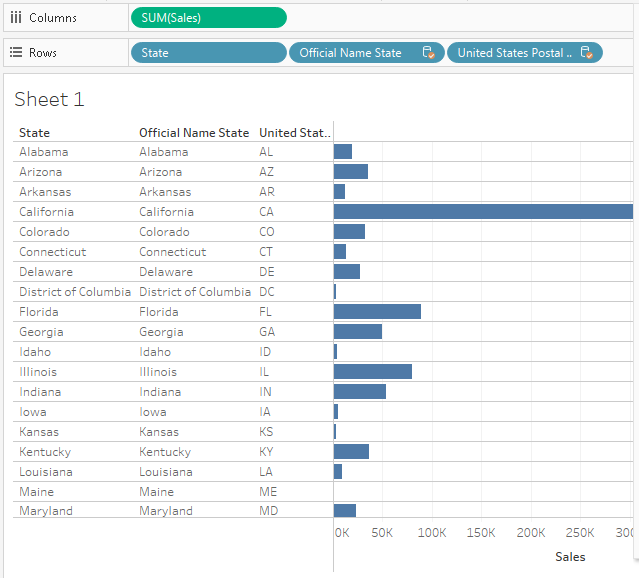 Columns SUM(Sales)
Rows State Official Name State United States Postal ..
Sheet 1
State Official Name State United Stat..
Alabama Alabama AL
Arizona Arizona AZ
Arkansas Arkansas AR
California California CA
Colorado Colorado CO
Connecticut Connecticut CT
Delaware Delaware DE
District of Columbia District of Columbia DC
Florida Florida FL
Georgia Georgia GA
Idaho Idaho ID
Illinois Illinois IL
Indiana Indiana IN
Iowa Iowa IA
Kansas Kansas KS
Kentucky Kentucky KY
Louisiana Louisiana LA
Maine Maine ME
Maryland Maryland MD
0K 50K 100K 150K 200K 250K 300
Sales